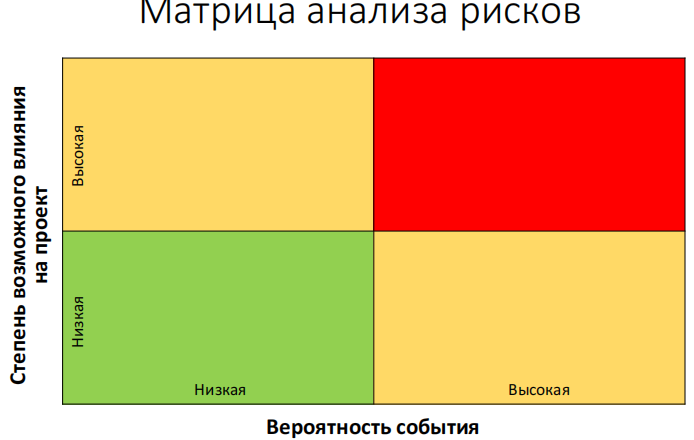 Матрица анализа рисков
Степень возможного влияния
на проект
Высокая
Низкая
Низкая
Высокая
Вероятность события